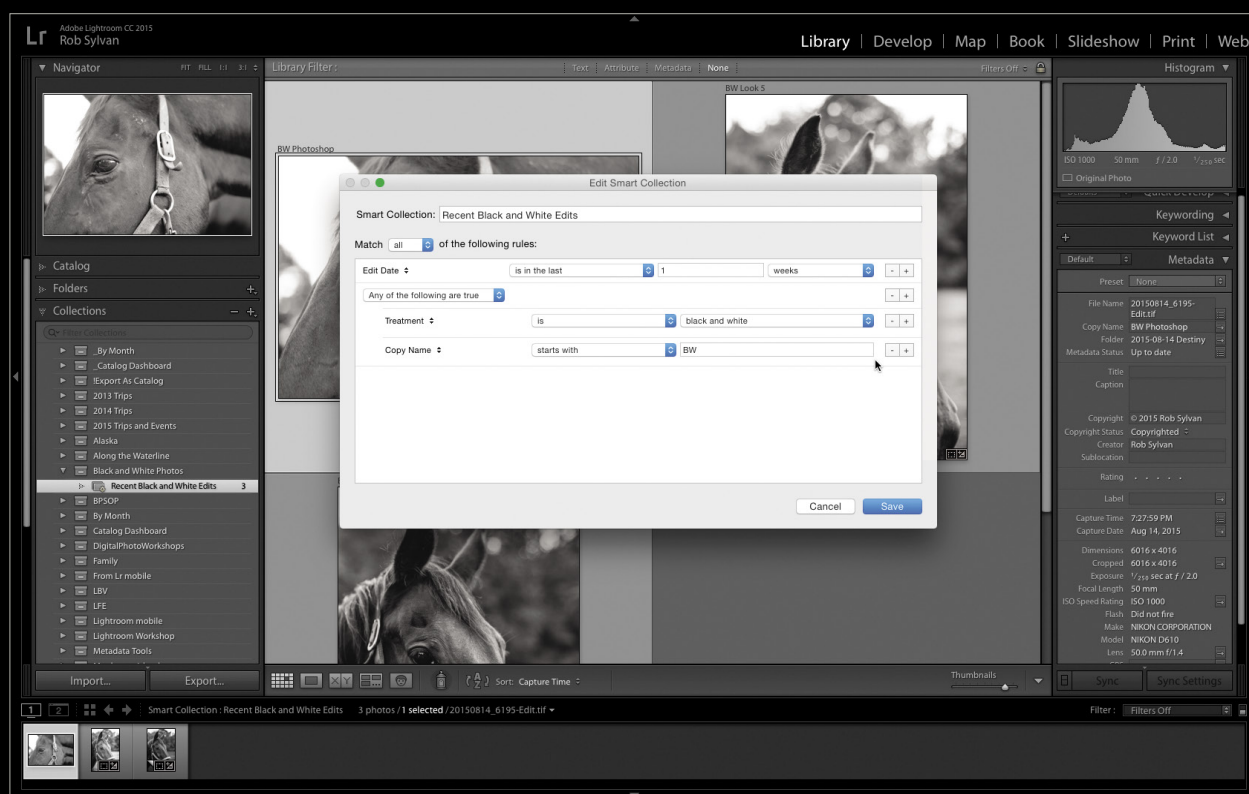 Adobe Lightroom CC 2015
Lr Rob Sylvan
Library | Develop | Map | Book | Slideshow | Print | Web
Navigator FIT FILL 1:1 3:1
Library Filter : Text Attribute Metadata None Filters Off
Histogram
ISO 1000 50 mm ƒ / 2.0 1/250 sec
Original Photo
Quick Develop
Keywording
+ Keyword List
Default Metadata
Preset None
File Name 20150814_6195-
Edit.tif
Copy Name BW Photoshop
Folder 2015-08-14 Destiny
Metadata Status Up to date
Title
Caption
Copyright © 2015 Rob Sylvan
Copyright Status Copyrighted
Creator Rob Sylvan
Sublocation
Rating . . . . .
Label
Capture Time 7:27:59 PM
Capture Date Aug 14, 2015
Dimensions 6016 x 4016
Cropped 6016 x 4016
Exposure 1/250 sec at ƒ / 2.0
Focal Length 50 mm
ISO Speed Rating ISO 1000
Flash Did not fire
Make NIKON CORPORATION
Model NIKON D610
Lens 50.0 mm f/1.4
Sync Sync Settings
BW Look 5
BW Photoshop
Edit Smart Collection
Smart Collection: Recent Black and White Edits
Match all of the following rules:
Edit Date is in the last 1 weeks - +
Any of the following are true - +
Treatment is black and white - +
Copy Name starts with BW - +
Cancel Save
Catalog
Folders +
Collections - +
Filter Collections
_By Month
_Catalog Dashboard
!Export As Catalog
2013 Trips
2014 Trips
2015 Trips and Events
Alaska
Along the Waterline
Black and White Photos
Recent Black and White Edits 3
BPSOP
By Month
Catalog Dashboard
DigitalPhotoWorkshops
Family
From Lr mobile
LBV
LFE
Lightroom mobile
Lightroom Workshop
Metadata Tools
Import... Export...
X Y A Z Sort: Capture Time Thumbnails
1 2 Smart Collection : Recent Black and White Edits 3 photos / 1 selected / 20150814_6195-Edit.tif Filter : Filters Off